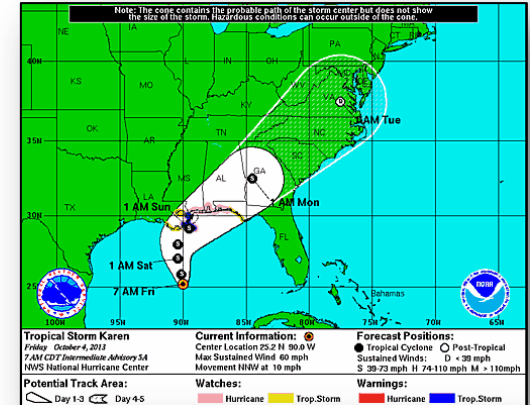 Note: The cone contains the probable path of the storm center but does not show
the size of the storm. Hazardous conditions can occur outside of the cone.
NE
IA
PA
40N
IL
IN
OH
MD
CT
RI
KS
MO
WV
VA
KY
8AM Tue
35N
OK
AR
TN
NC
SC
MS
AL
GA
LA
1 AM Sun
1 AM Mon
TX
30N
FL
1 AM Sat
7 AM Fri
25N
Bahamas
NOAA
95W
90W
85W
80W
75W
70W
65W
Tropical Storm Karen
Friday October 4, 2013
7 AM CDT Intermediate Advisory 5A
NWS National Hurricane Center
Current Information:
Center Location 25.2 N 90.0 W
Max Sustained Wind 60 mph
Movement NNW at 10 mph
Forecast Positions:
Tropical Cyclone Post-Tropical
Sustained Winds: D < 39 mph
S 39-73 mph H 74-110 mph M > 110mph
Potential Track Area:
Day 1-3 Day 4-5
Watches:
Hurricane Trop.Storm
Warnings:
Hurricane Trop.Storm